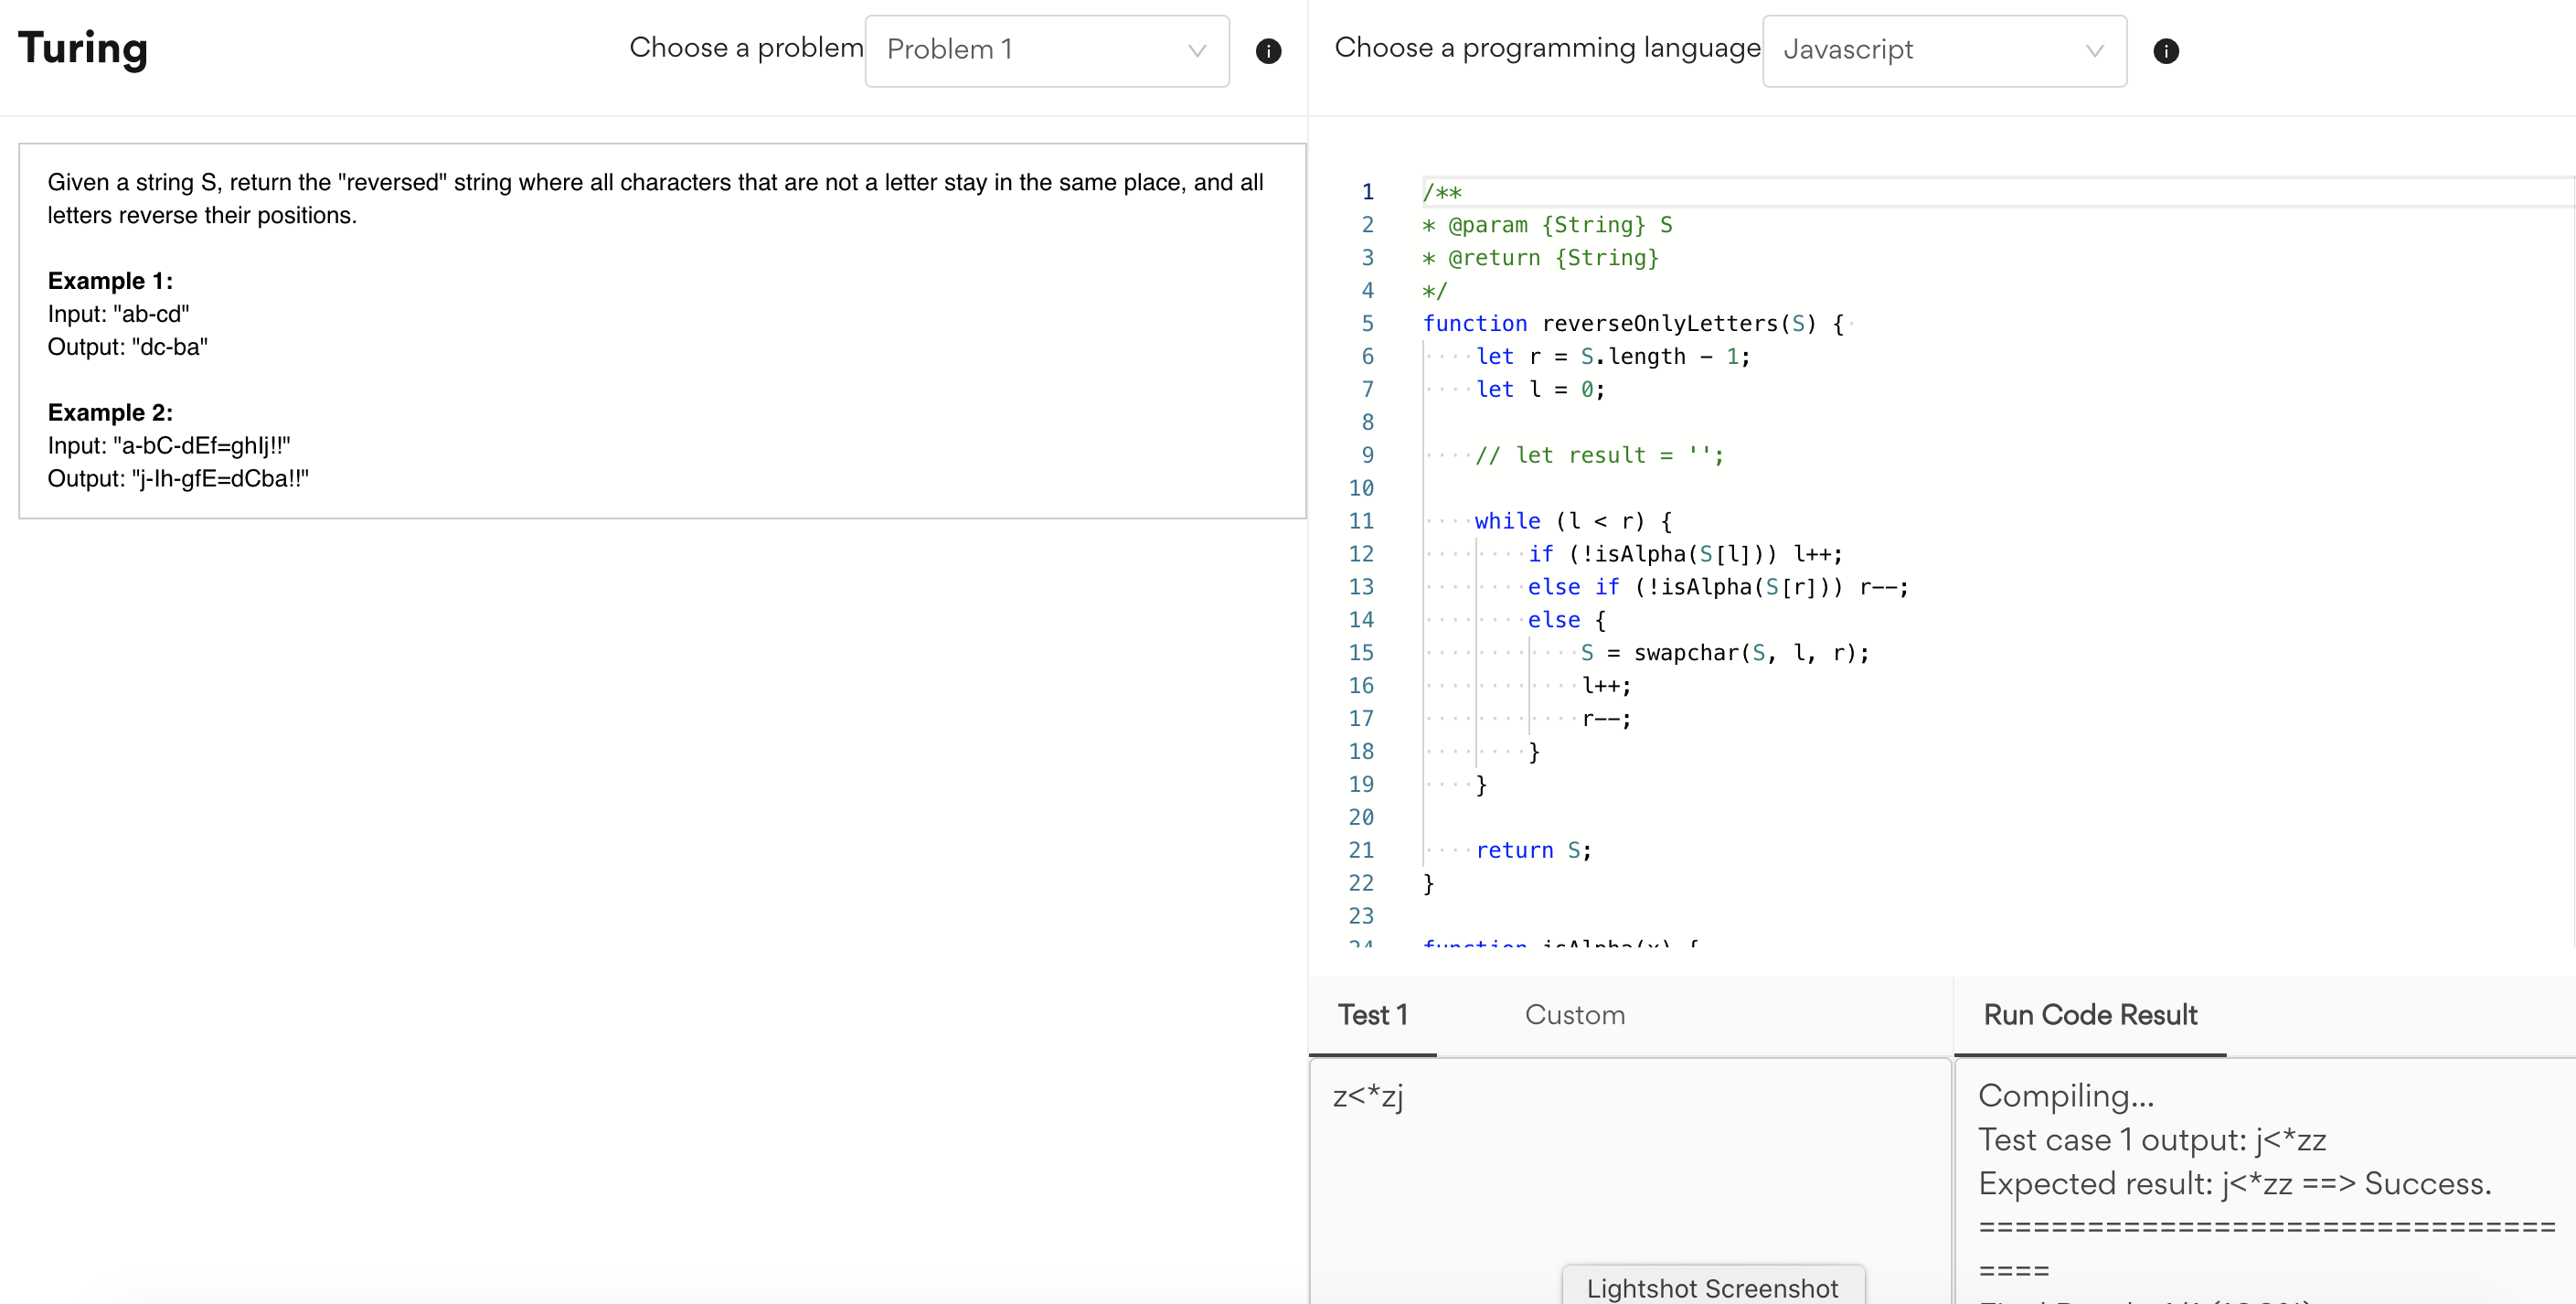 Turing
Choose a problem
Problem 1
Choose a programming language
Javascript
Given a string S, return the "reversed" string where all characters that are not a letter stay in the same place, and all
letters reverse their positions.
Example 1:
Input: "ab-cd"
Output: "dc-ba"
Example 2:
Input: "a-bC-dEf=ghIj!!"
Output: "j-Ih-gfE=dCba!!"
1 /**
2 * @param {String} S
3 * @return {String}
4 */
5 function reverseOnlyLetters(S) {
6 let r = S.length - 1;
7 let l = 0;
8
9 // let result = '';
10
11 while (l < r) {
12 if (!isAlpha(S[l])) l++;
13 else if (!isAlpha(S[r])) r--;
14 else {
15 S = swapchar(S, l, r);
16 l++;
17 r--;
18 }
19 }
20
21 return S;
22 }
23
24 function isAlpha(x) {
Test 1
Custom
Run Code Result
z<*zj
Compiling...
Test case 1 output: j<*zz
Expected result: j<*zz ==> Success.
================================
====
Lightshot Screenshot